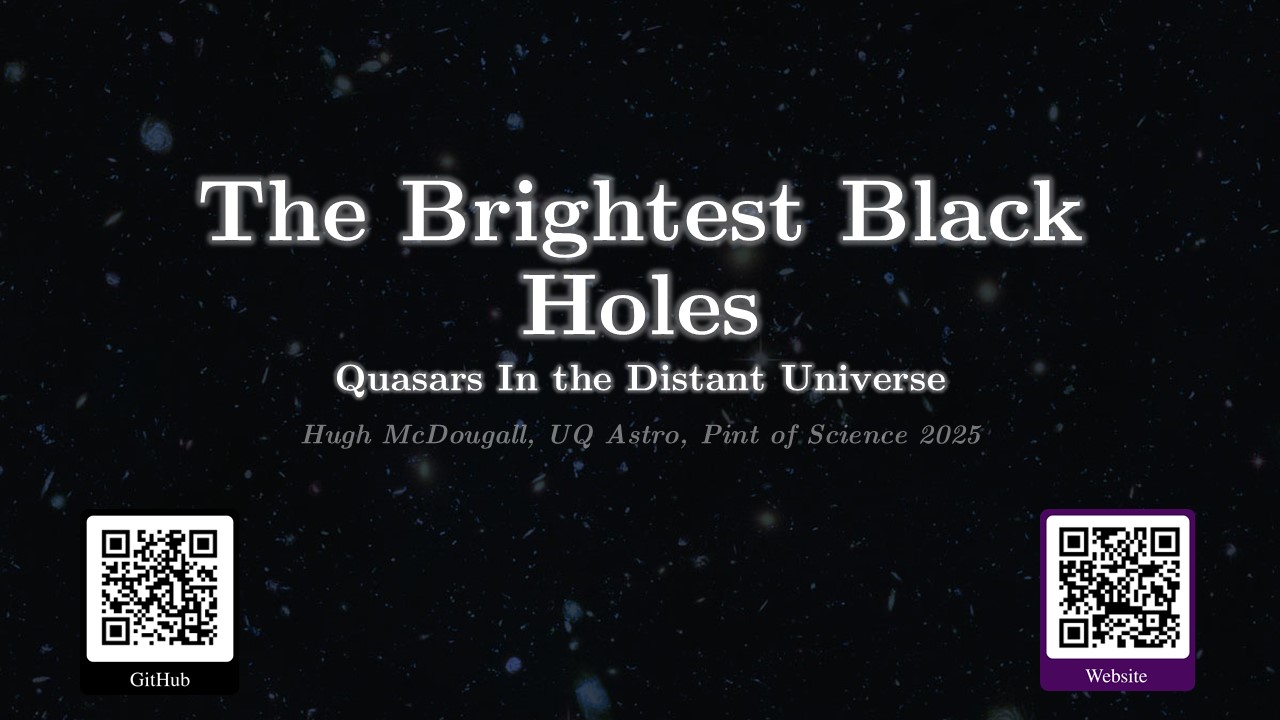 The Brightest Black
Holes
Quasars In the Distant Universe
Hugh McDougall, UQ Astro, Pint of Science 2025
GitHub
Website